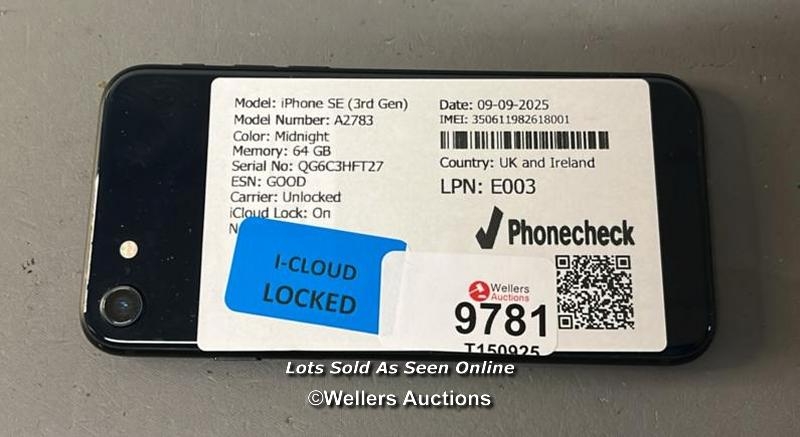 Model: iPhone SE (3rd Gen)
Model Number: A2783
Color: Midnight
Memory: 64 GB
Serial No: QG6C3HFT27
ESN: GOOD
Carrier: Unlocked
iCloud Lock: On
Date: 09-09-2025
IMEI: 350611982618001
Country: UK and Ireland
LPN: E003
Phonecheck
I-CLOUD
LOCKED
Wellers
Auctions
9781
T150925
Lots Sold As Seen Online
©Wellers Auctions